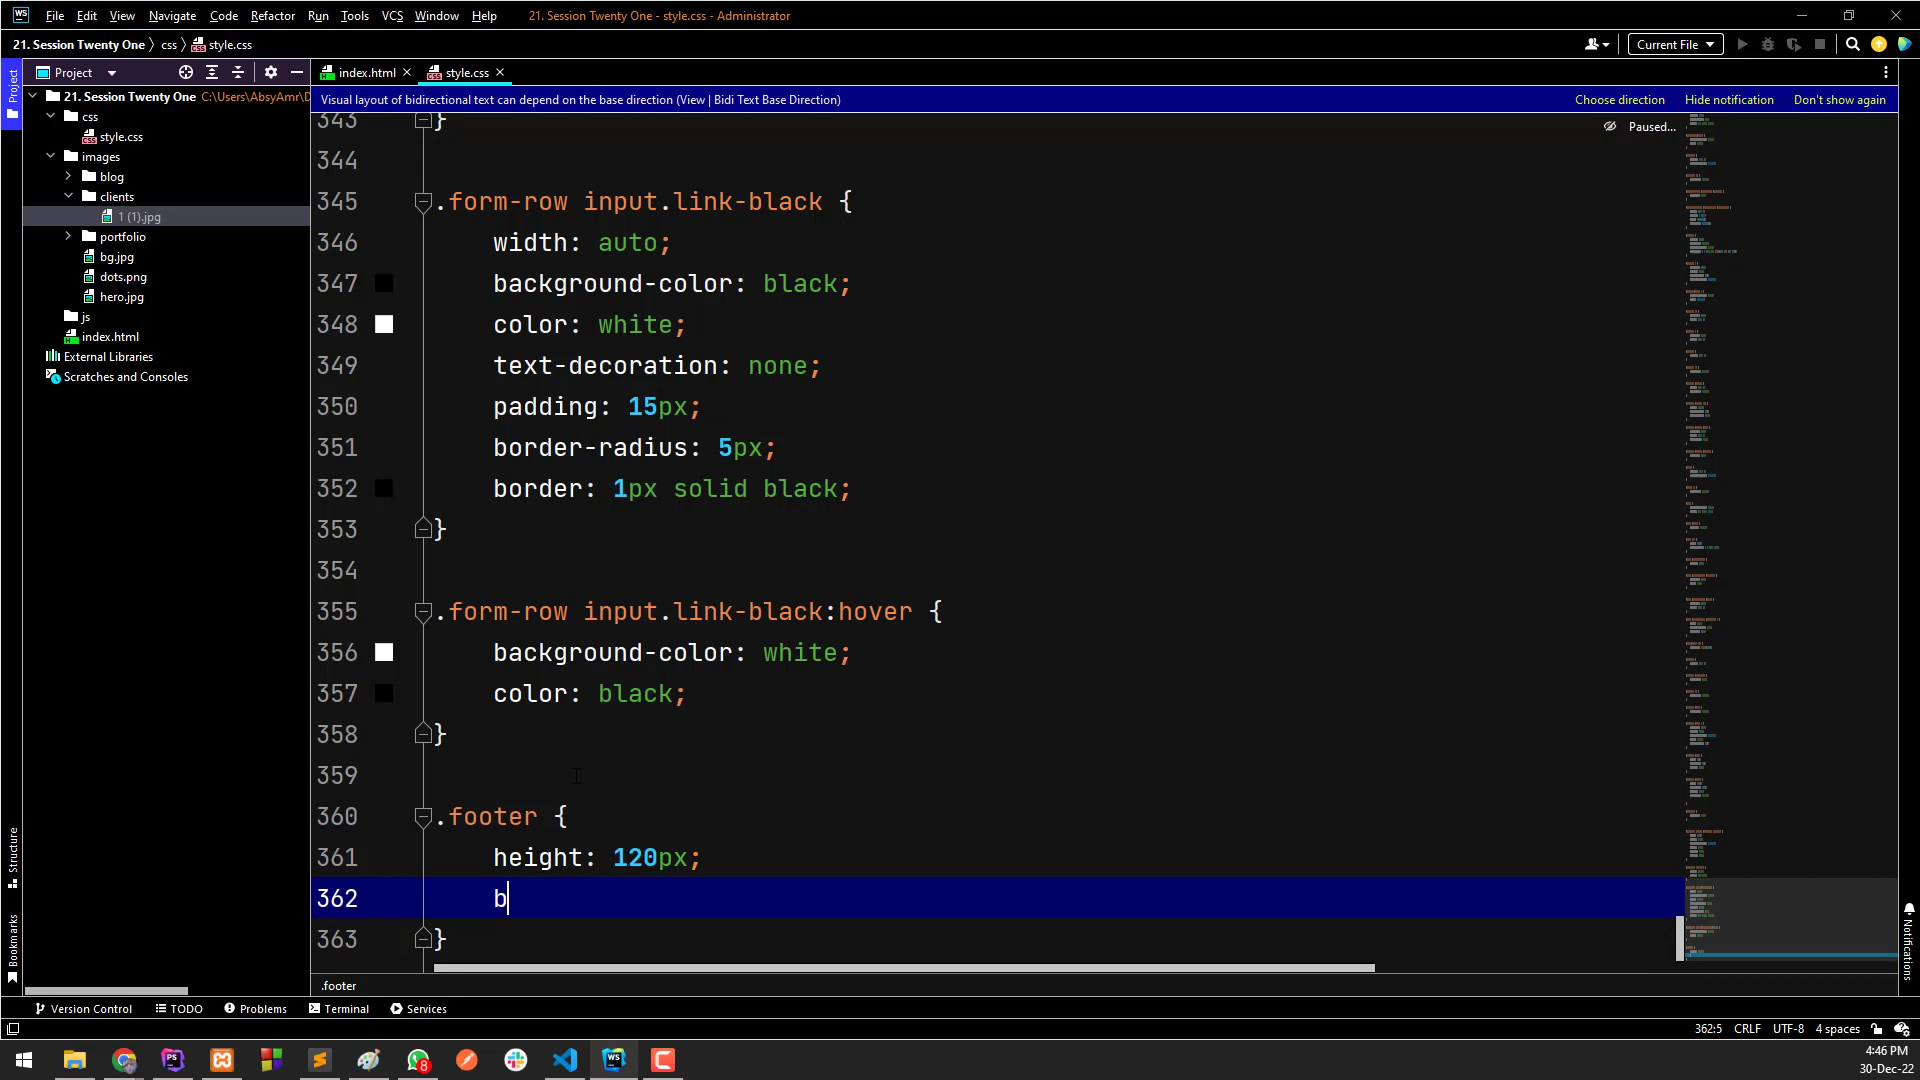 WS File Edit View Navigate Code Refactor Run Tools VCS Window Help 21. Session Twenty One - style.css - Administrator
21. Session Twenty One css style.css Current File
Project index.html style.css
Project
21. Session Twenty One C:\Users\AbsyAmr\D
Visual layout of bidirectional text can depend on the base direction (View | Bidi Text Base Direction) Choose direction Hide notification Don't show again
css
style.css
images
blog
clients
1 (1).jpg
portfolio
bg.jpg
dots.png
hero.jpg
js
index.html
External Libraries
Scratches and Consoles
Paused...
343 }
344
345 .form-row input.link-black {
346 width: auto;
347 background-color: black;
348 color: white;
349 text-decoration: none;
350 padding: 15px;
351 border-radius: 5px;
352 border: 1px solid black;
353 }
354
355 .form-row input.link-black:hover {
356 background-color: white;
357 color: black;
358 }
359
360 .footer {
361 height: 120px;
362 b
363 }
Structure
Bookmarks
Notifications
.footer
Version Control TODO Problems Terminal Services
362:5 CRLF UTF-8 4 spaces
PS 8 WS
4:46 PM
30-Dec-22